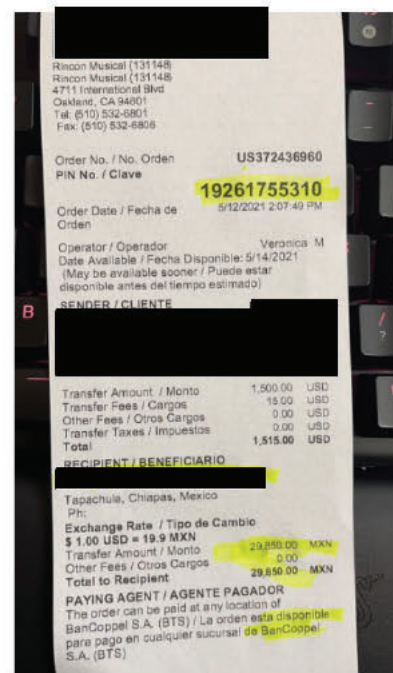 Rincon Musical (131148)
Rincon Musical (131148)
4711 International Blvd
Oakland, CA 94601
Tel: (510) 532-6801
Fax: (510) 532-6806
Order No. / No. Orden US372436960
PIN No. / Clave
19261755310
Order Date / Fecha de Orden 5/12/2021 2:07:49 PM
Operator / Operador Veronica M
Date Available / Fecha Disponible: 5/14/2021
(May be available sooner / Puede estar
disponible antes del tiempo estimado)
SENDER / CLIENTE
Transfer Amount / Monto 1,500.00 USD
Transfer Fees / Cargos 15.00 USD
Other Fees / Otros Cargos 0.00 USD
Transfer Taxes / Impuestos 0.00 USD
Total 1,515.00 USD
RECIPIENT / BENEFICIARIO
Tapachula, Chiapas, Mexico
Ph:
Exchange Rate / Tipo de Cambio
$ 1.00 USD = 19.9 MXN
Transfer Amount / Monto 29,850.00 MXN
Other Fees / Otros Cargos 0.00
Total to Recipient 29,850.00 MXN
PAYING AGENT / AGENTE PAGADOR
The order can be paid at any location of
BanCoppel S.A. (BTS) / La orden esta disponible
para pago en cualquier sucursal de BanCoppel
S.A. (BTS)
B
?